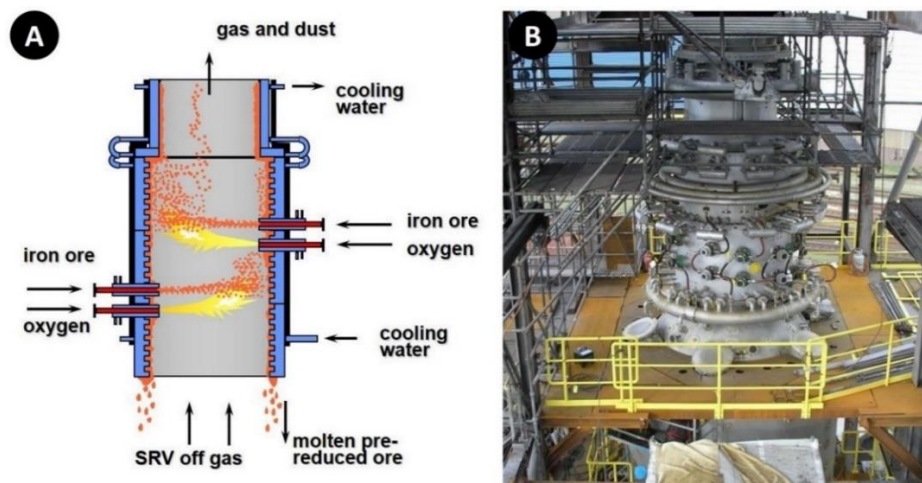 A
gas and dust
cooling
water
iron ore
oxygen
iron ore
oxygen
cooling
water
SRV off gas
molten pre-
reduced ore
B